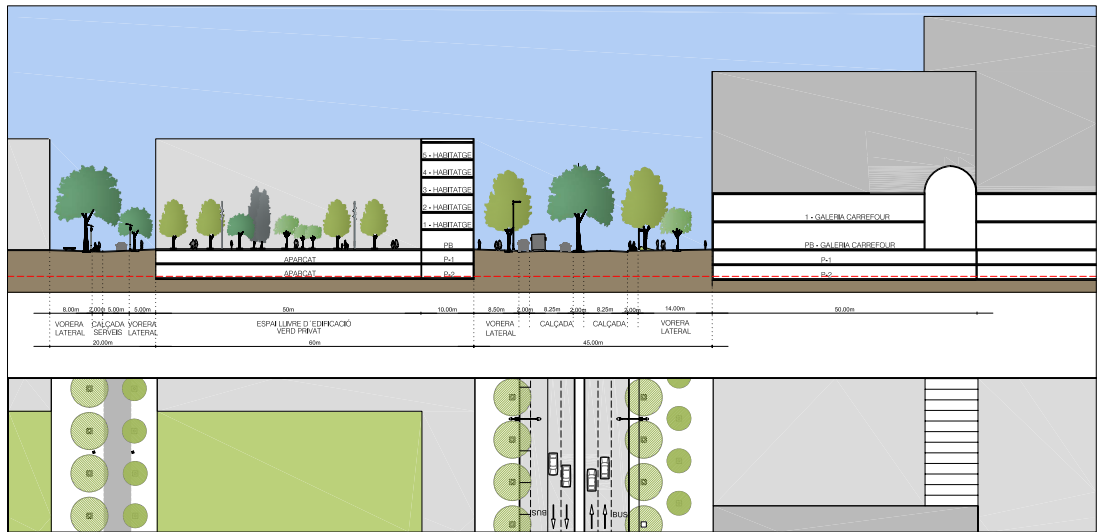 5 - HABITATGE
4 - HABITATGE
3 - HABITATGE
2 - HABITATGE
1 - HABITATGE
PB
1 - GALERIA CARREFOUR
PB - GALERIA CARREFOUR
APARCAT
P-1
P-1
APARCAT
P-2
P-2
8.00m 2.00m 5.00m 5.00m 50m 10.00m 8.50m 2.00m 8.25m 2.00m 8.25m 2.00m 14.00m 50.00m
VORERA LATERAL
CALÇADA SERVEIS
VORERA LATERAL
ESPAI LLIURE D´EDIFICACIÓ
VERD PRIVAT
VORERA LATERAL
CALÇADA
CALÇADA
VORERA LATERAL
20.00m 60m 45.00m
BUS
BUS